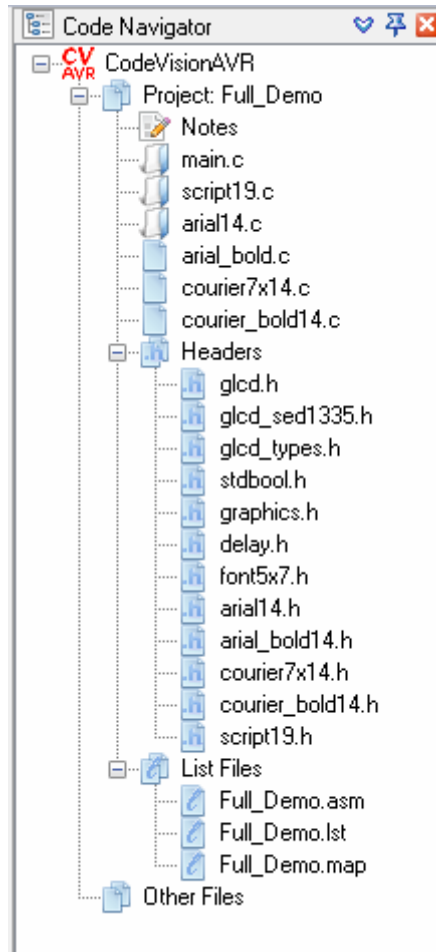 Code Navigator
CV AVR CodeVisionAVR
Project: Full_Demo
Notes
main.c
script19.c
arial14.c
arial_bold.c
courier7x14.c
courier_bold14.c
.h Headers
.h glcd.h
.h glcd_sed1335.h
.h glcd_types.h
.h stdbool.h
.h graphics.h
.h delay.h
.h font5x7.h
.h arial14.h
.h arial_bold14.h
.h courier7x14.h
.h courier_bold14.h
.h script19.h
List Files
Full_Demo.asm
Full_Demo.lst
Full_Demo.map
Other Files